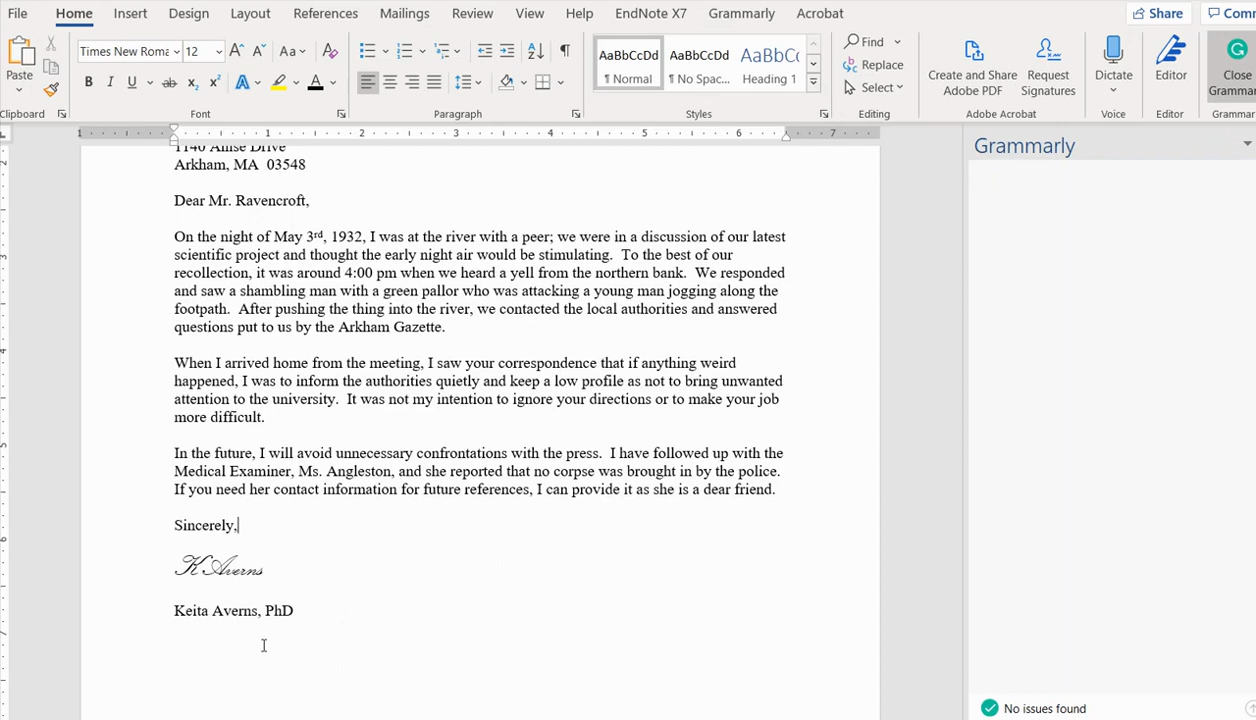 File Home Insert Design Layout References Mailings Review View Help EndNote X7 Grammarly Acrobat Share
Paste
Times New Roma 12 Aa
B I U ab x₂ x² A A
AaBbCcDd AaBbCcDd AaBbCc
Normal No Spac... Heading 1
Find
Replace
Select
Create and Share
Adobe PDF
Request
Signatures
Dictate
Editor
Close
Clipboard Font Paragraph Styles Editing Adobe Acrobat Voice Editor
1 1 2 3 4 5 6 7
Grammarly
Arkham, MA  03548
Dear Mr. Ravencroft,
On the night of May 3rd, 1932, I was at the river with a peer; we were in a discussion of our latest
scientific project and thought the early night air would be stimulating.  To the best of our
recollection, it was around 4:00 pm when we heard a yell from the northern bank.  We responded
and saw a shambling man with a green pallor who was attacking a young man jogging along the
footpath.  After pushing the thing into the river, we contacted the local authorities and answered
questions put to us by the Arkham Gazette.
When I arrived home from the meeting, I saw your correspondence that if anything weird
happened, I was to inform the authorities quietly and keep a low profile as not to bring unwanted
attention to the university.  It was not my intention to ignore your directions or to make your job
more difficult.
In the future, I will avoid unnecessary confrontations with the press.  I have followed up with the
Medical Examiner, Ms. Angleston, and she reported that no corpse was brought in by the police.
If you need her contact information for future references, I can provide it as she is a dear friend.
Sincerely,
K Averns
Keita Averns, PhD
No issues found